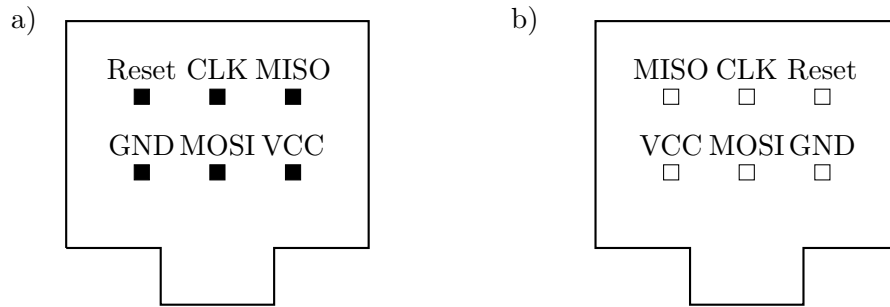 a)
Reset CLK MISO
GND MOSI VCC
b)
MISO CLK Reset
VCC MOSI GND